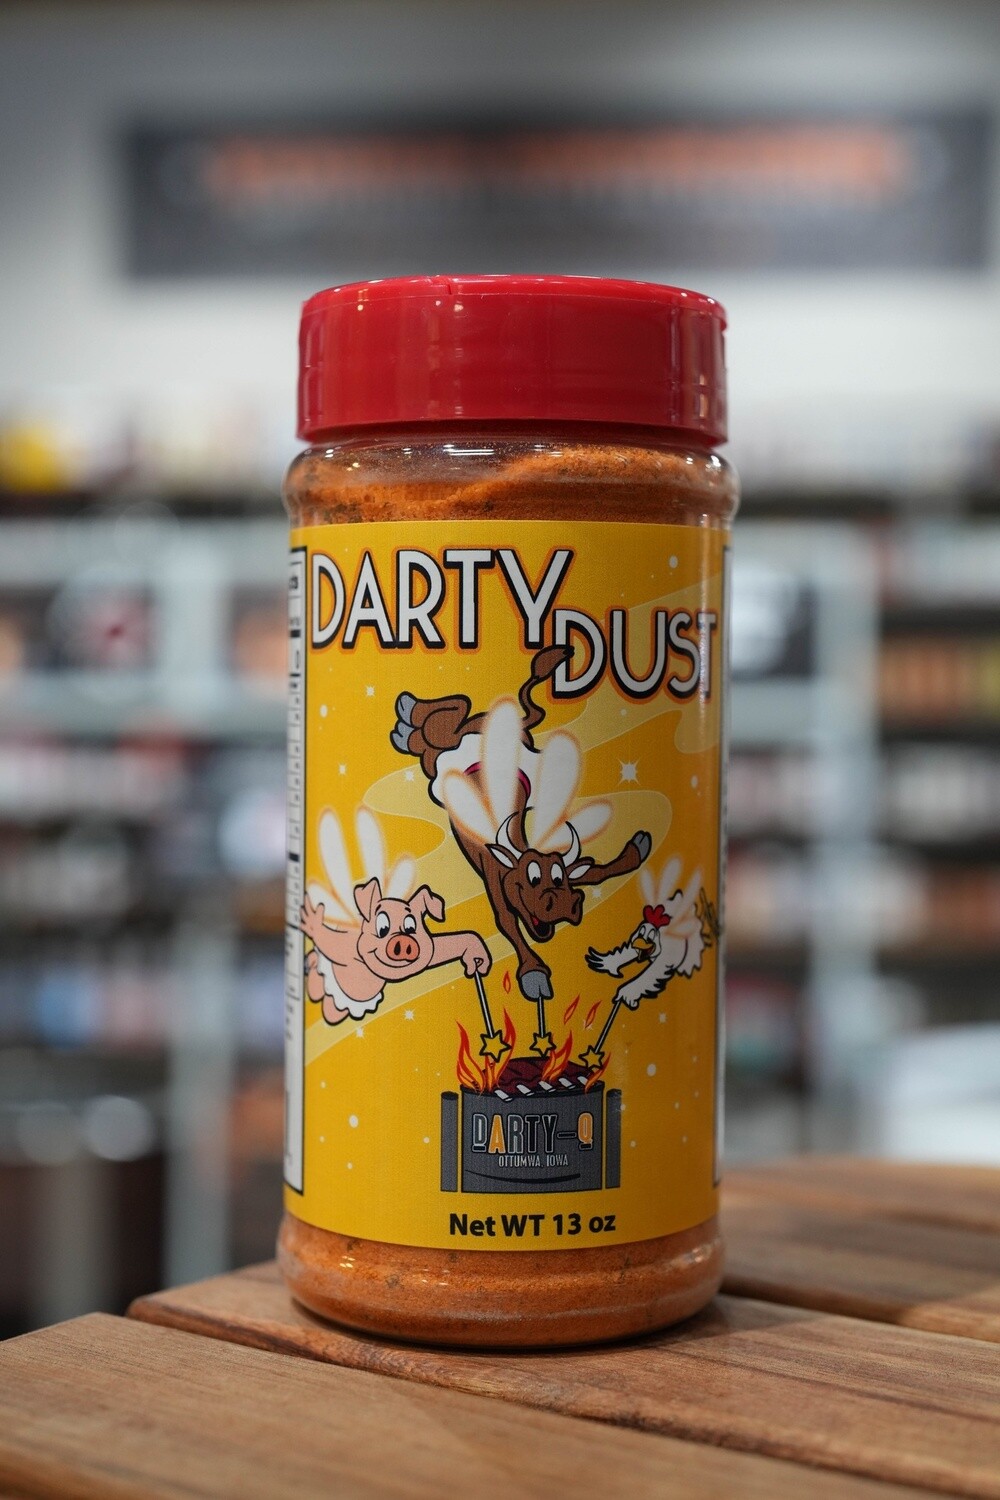 DARTY
DUST
DARTY-Q
OTTUMWA, IOWA
Net WT 13 oz